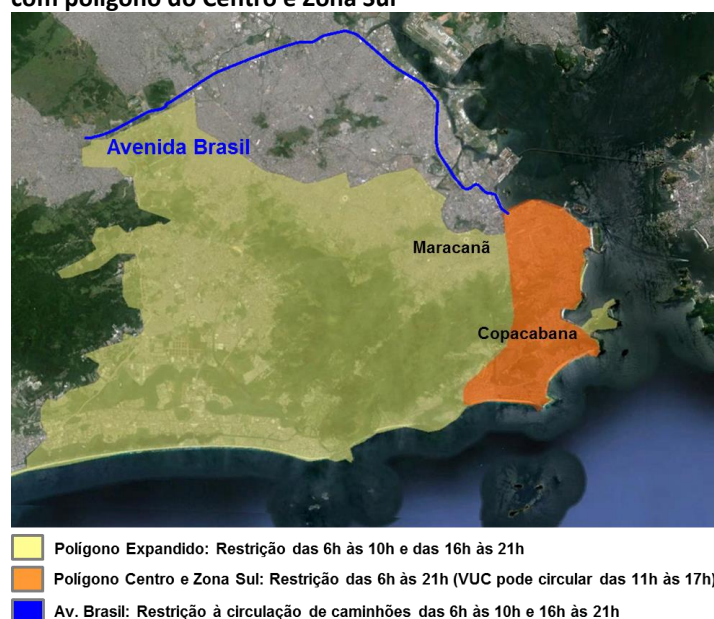 com polígono do Centro e Zona Sul
Avenida Brasil
Maracanã
Copacabana
Polígono Expandido: Restrição das 6h às 10h e das 16h às 21h
Polígono Centro e Zona Sul: Restrição das 6h às 21h (VUC pode circular das 11h às 17h)
Av. Brasil: Restrição à circulação de caminhões das 6h às 10h e 16h às 21h